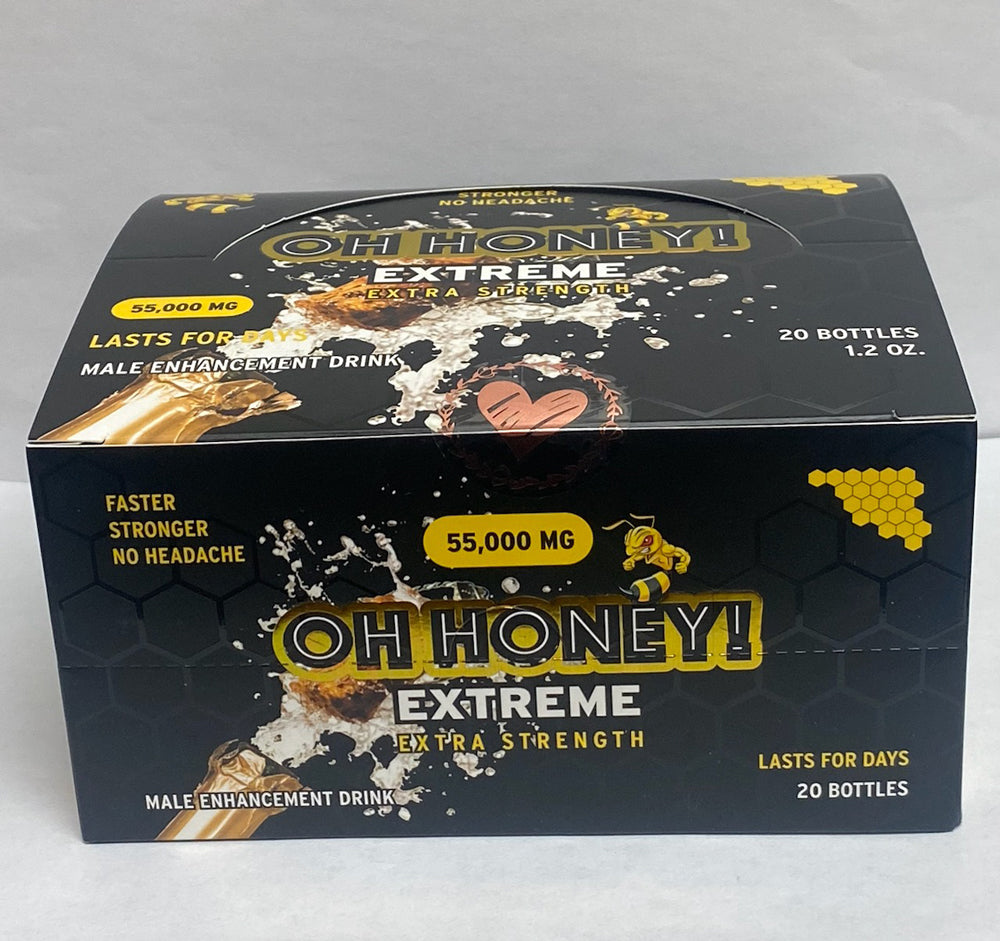 STRONGER
NO HEADACHE
OH HONEY!
EXTREME
EXTRA STRENGTH
55,000 MG
LASTS FOR DAYS
MALE ENHANCEMENT DRINK
20 BOTTLES
1.2 OZ.
FASTER
STRONGER
NO HEADACHE
55,000 MG
OH HONEY!
EXTREME
EXTRA STRENGTH
MALE ENHANCEMENT DRINK
LASTS FOR DAYS
20 BOTTLES